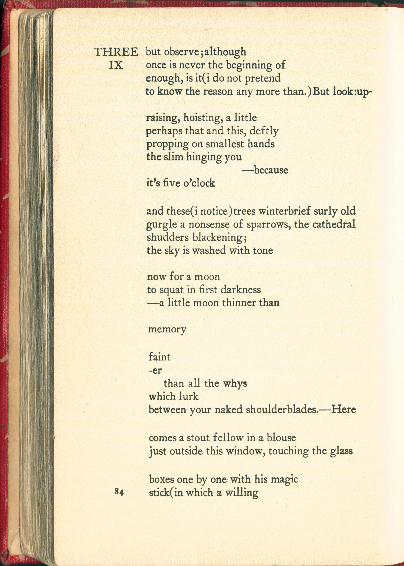 THREE but observe;although
IX once is never the beginning of
enough, is it(i do not pretend
to know the reason any more than.)But look:up-
raising, hoisting, a little
perhaps that and this, deftly
propping on smallest hands
the slim hinging you
—because
it's five o'clock
and these(i notice)trees winterbrief surly old
gurgle a nonsense of sparrows, the cathedral
shudders blackening;
the sky is washed with tone
now for a moon
to squat in first darkness
—a little moon thinner than
memory
faint
-er
than all the whys
which lurk
between your naked shoulderblades.—Here
comes a stout fellow in a blouse
just outside this window, touching the glass
boxes one by one with his magic
84 stick(in which a willing